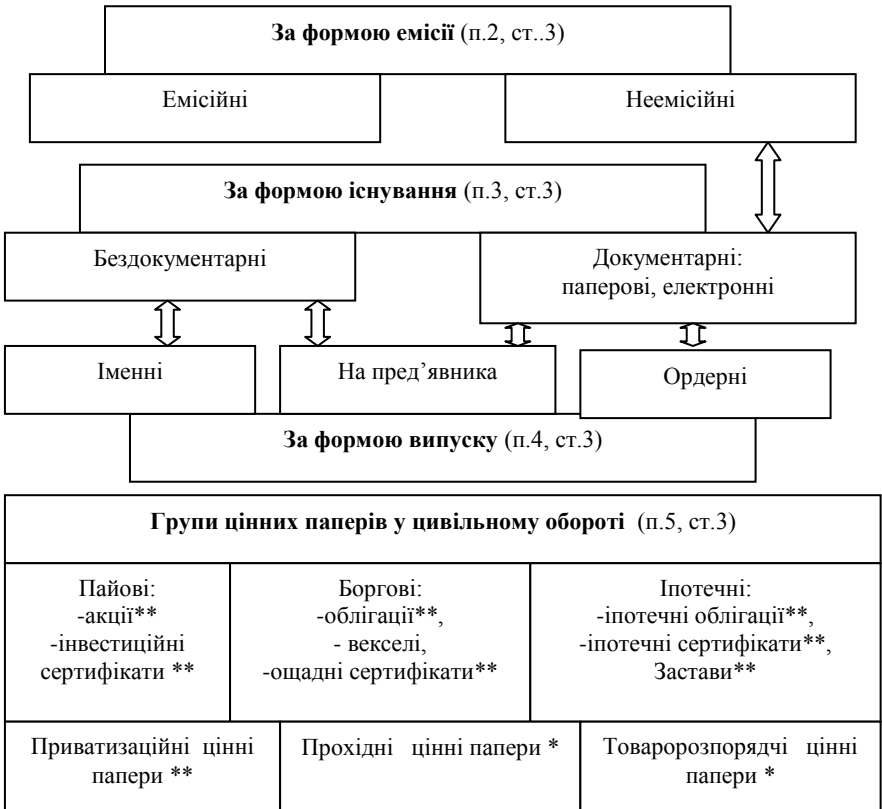 За формою емісії (п.2, ст..3)
Емісійні
Неемісійні
За формою існування (п.3, ст.3)
Бездокументарні
Документарні:
паперові, електронні
Іменні
На пред’явника
Ордерні
За формою випуску (п.4, ст.3)
Групи цінних паперів у цивільному обороті (п.5, ст.3)
Пайові:
-акції**
-інвестиційні
сертифікати **
Боргові:
-облігації**,
- векселі,
-ощадні сертифікати**
Іпотечні:
-іпотечні облігації**,
-іпотечні сертифікати**,
Застави**
Приватизаційні цінні
папери **
Прохідні цінні папери *
Товаророзпорядчі цінні
папери *